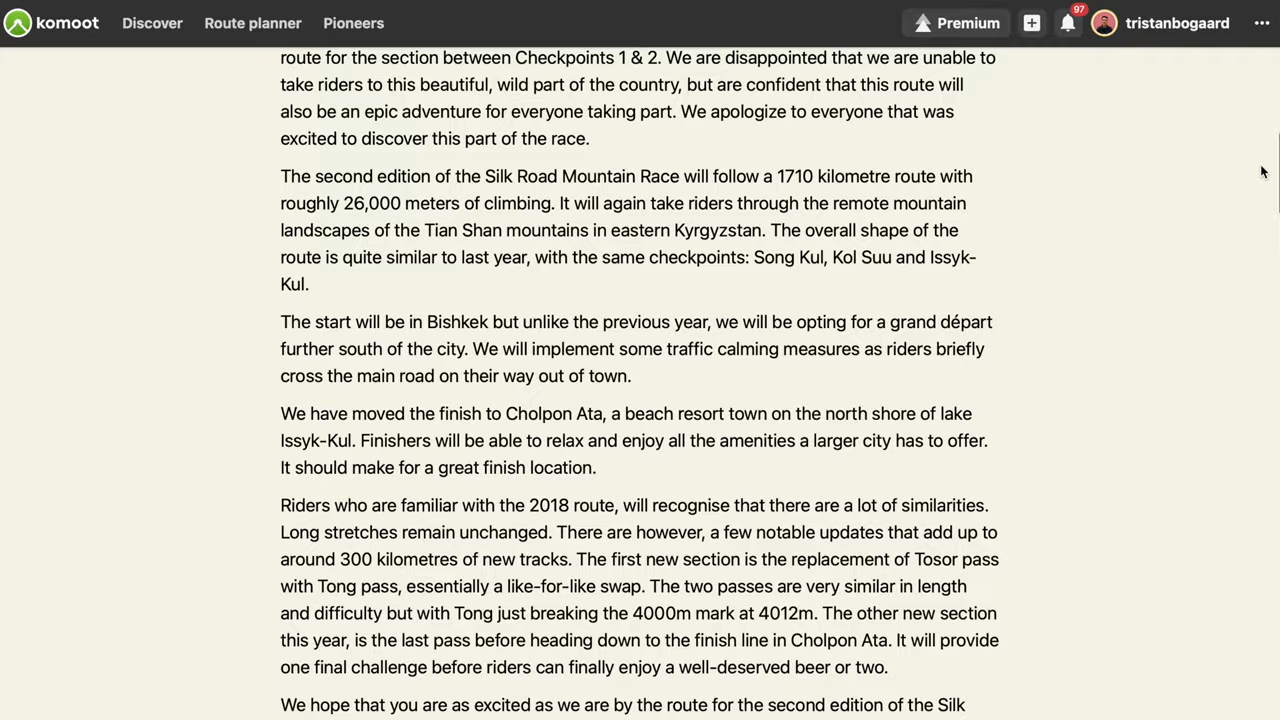 komoot
Discover
Route planner
Pioneers
Premium
97
tristanbogaard
route for the section between Checkpoints 1 & 2. We are disappointed that we are unable to
take riders to this beautiful, wild part of the country, but are confident that this route will
also be an epic adventure for everyone taking part. We apologize to everyone that was
excited to discover this part of the race.
The second edition of the Silk Road Mountain Race will follow a 1710 kilometre route with
roughly 26,000 meters of climbing. It will again take riders through the remote mountain
landscapes of the Tian Shan mountains in eastern Kyrgyzstan. The overall shape of the
route is quite similar to last year, with the same checkpoints: Song Kul, Kol Suu and Issyk-
Kul.
The start will be in Bishkek but unlike the previous year, we will be opting for a grand départ
further south of the city. We will implement some traffic calming measures as riders briefly
cross the main road on their way out of town.
We have moved the finish to Cholpon Ata, a beach resort town on the north shore of lake
Issyk-Kul. Finishers will be able to relax and enjoy all the amenities a larger city has to offer.
It should make for a great finish location.
Riders who are familiar with the 2018 route, will recognise that there are a lot of similarities.
Long stretches remain unchanged. There are however, a few notable updates that add up to
around 300 kilometres of new tracks. The first new section is the replacement of Tosor pass
with Tong pass, essentially a like-for-like swap. The two passes are very similar in length
and difficulty but with Tong just breaking the 4000m mark at 4012m. The other new section
this year, is the last pass before heading down to the finish line in Cholpon Ata. It will provide
one final challenge before riders can finally enjoy a well-deserved beer or two.
We hope that you are as excited as we are by the route for the second edition of the Silk